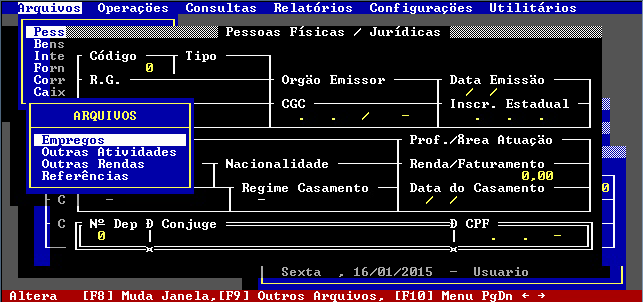 Arquivos Operações Consultas Relatórios Configurações Utilitários
Pess
Pessoas Físicas / Jurídicas
Bens
Inte
Forn
Corr
Caix
Código Tipo
0
R.G. Orgão Emissor Data Emissão
/ /
CGC Inscr. Estadual
. . / - . . .
ARQUIVOS
Empregos
Outras Atividades
Outras Rendas
Referências
Prof./Área Atuação
Nacionalidade Renda/Faturamento
0,00
0
Regime Casamento Data do Casamento
C - - / /
C Nº Dep Ð Conjuge Ð CPF
0 . . -
Sexta , 16/01/2015 - Usuario
Altera [F8] Muda Janela,[F9] Outros Arquivos, [F10] Menu PgDn ← →